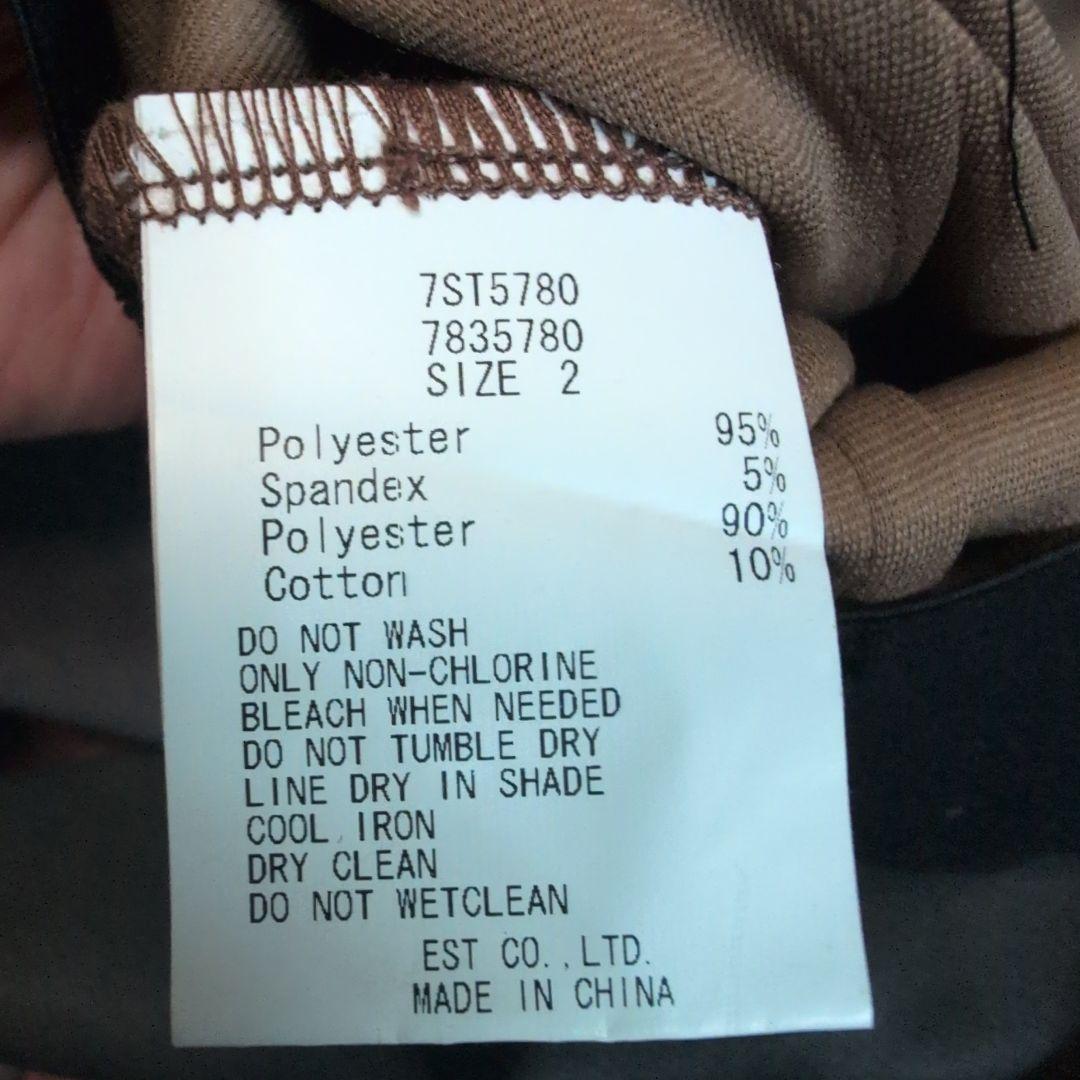 7ST5780
7835780
SIZE 2
Polyester 95%
Spandex 5%
Polyester 90%
Cotton 10%
DO NOT WASH
ONLY NON-CHLORINE
BLEACH WHEN NEEDED
DO NOT TUMBLE DRY
LINE DRY IN SHADE
COOL IRON
DRY CLEAN
DO NOT WETCLEAN
EST CO.,LTD.
MADE IN CHINA